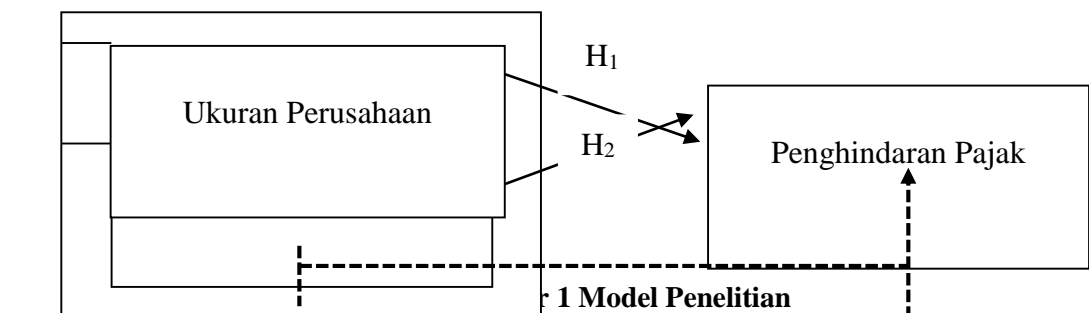 H₁
Ukuran Perusahaan
H₂
Penghindaran Pajak
1 Model Penelitian